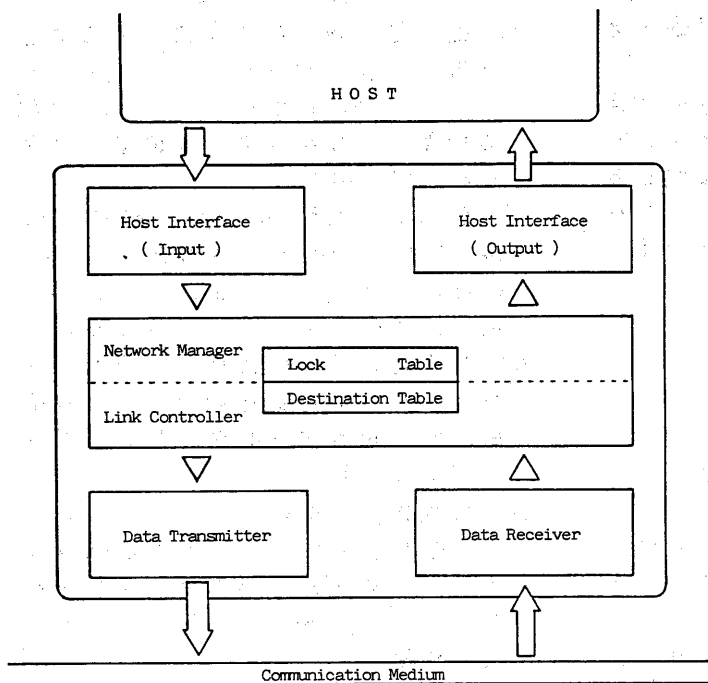 HOST
Host Interface
( Input )
Host Interface
( Output )
Network Manager
Lock Table
Destination Table
Link Controller
Data Transmitter
Data Receiver
Communication Medium